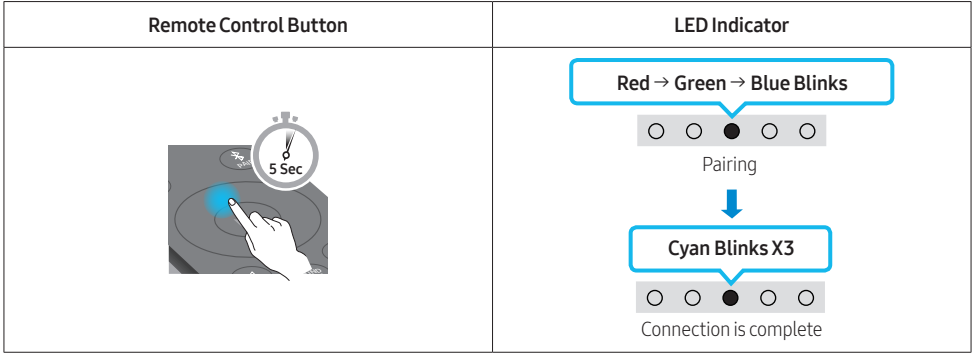 Remote Control Button
LED Indicator
5 Sec
Red → Green → Blue Blinks
Pairing
Cyan Blinks X3
Connection is complete